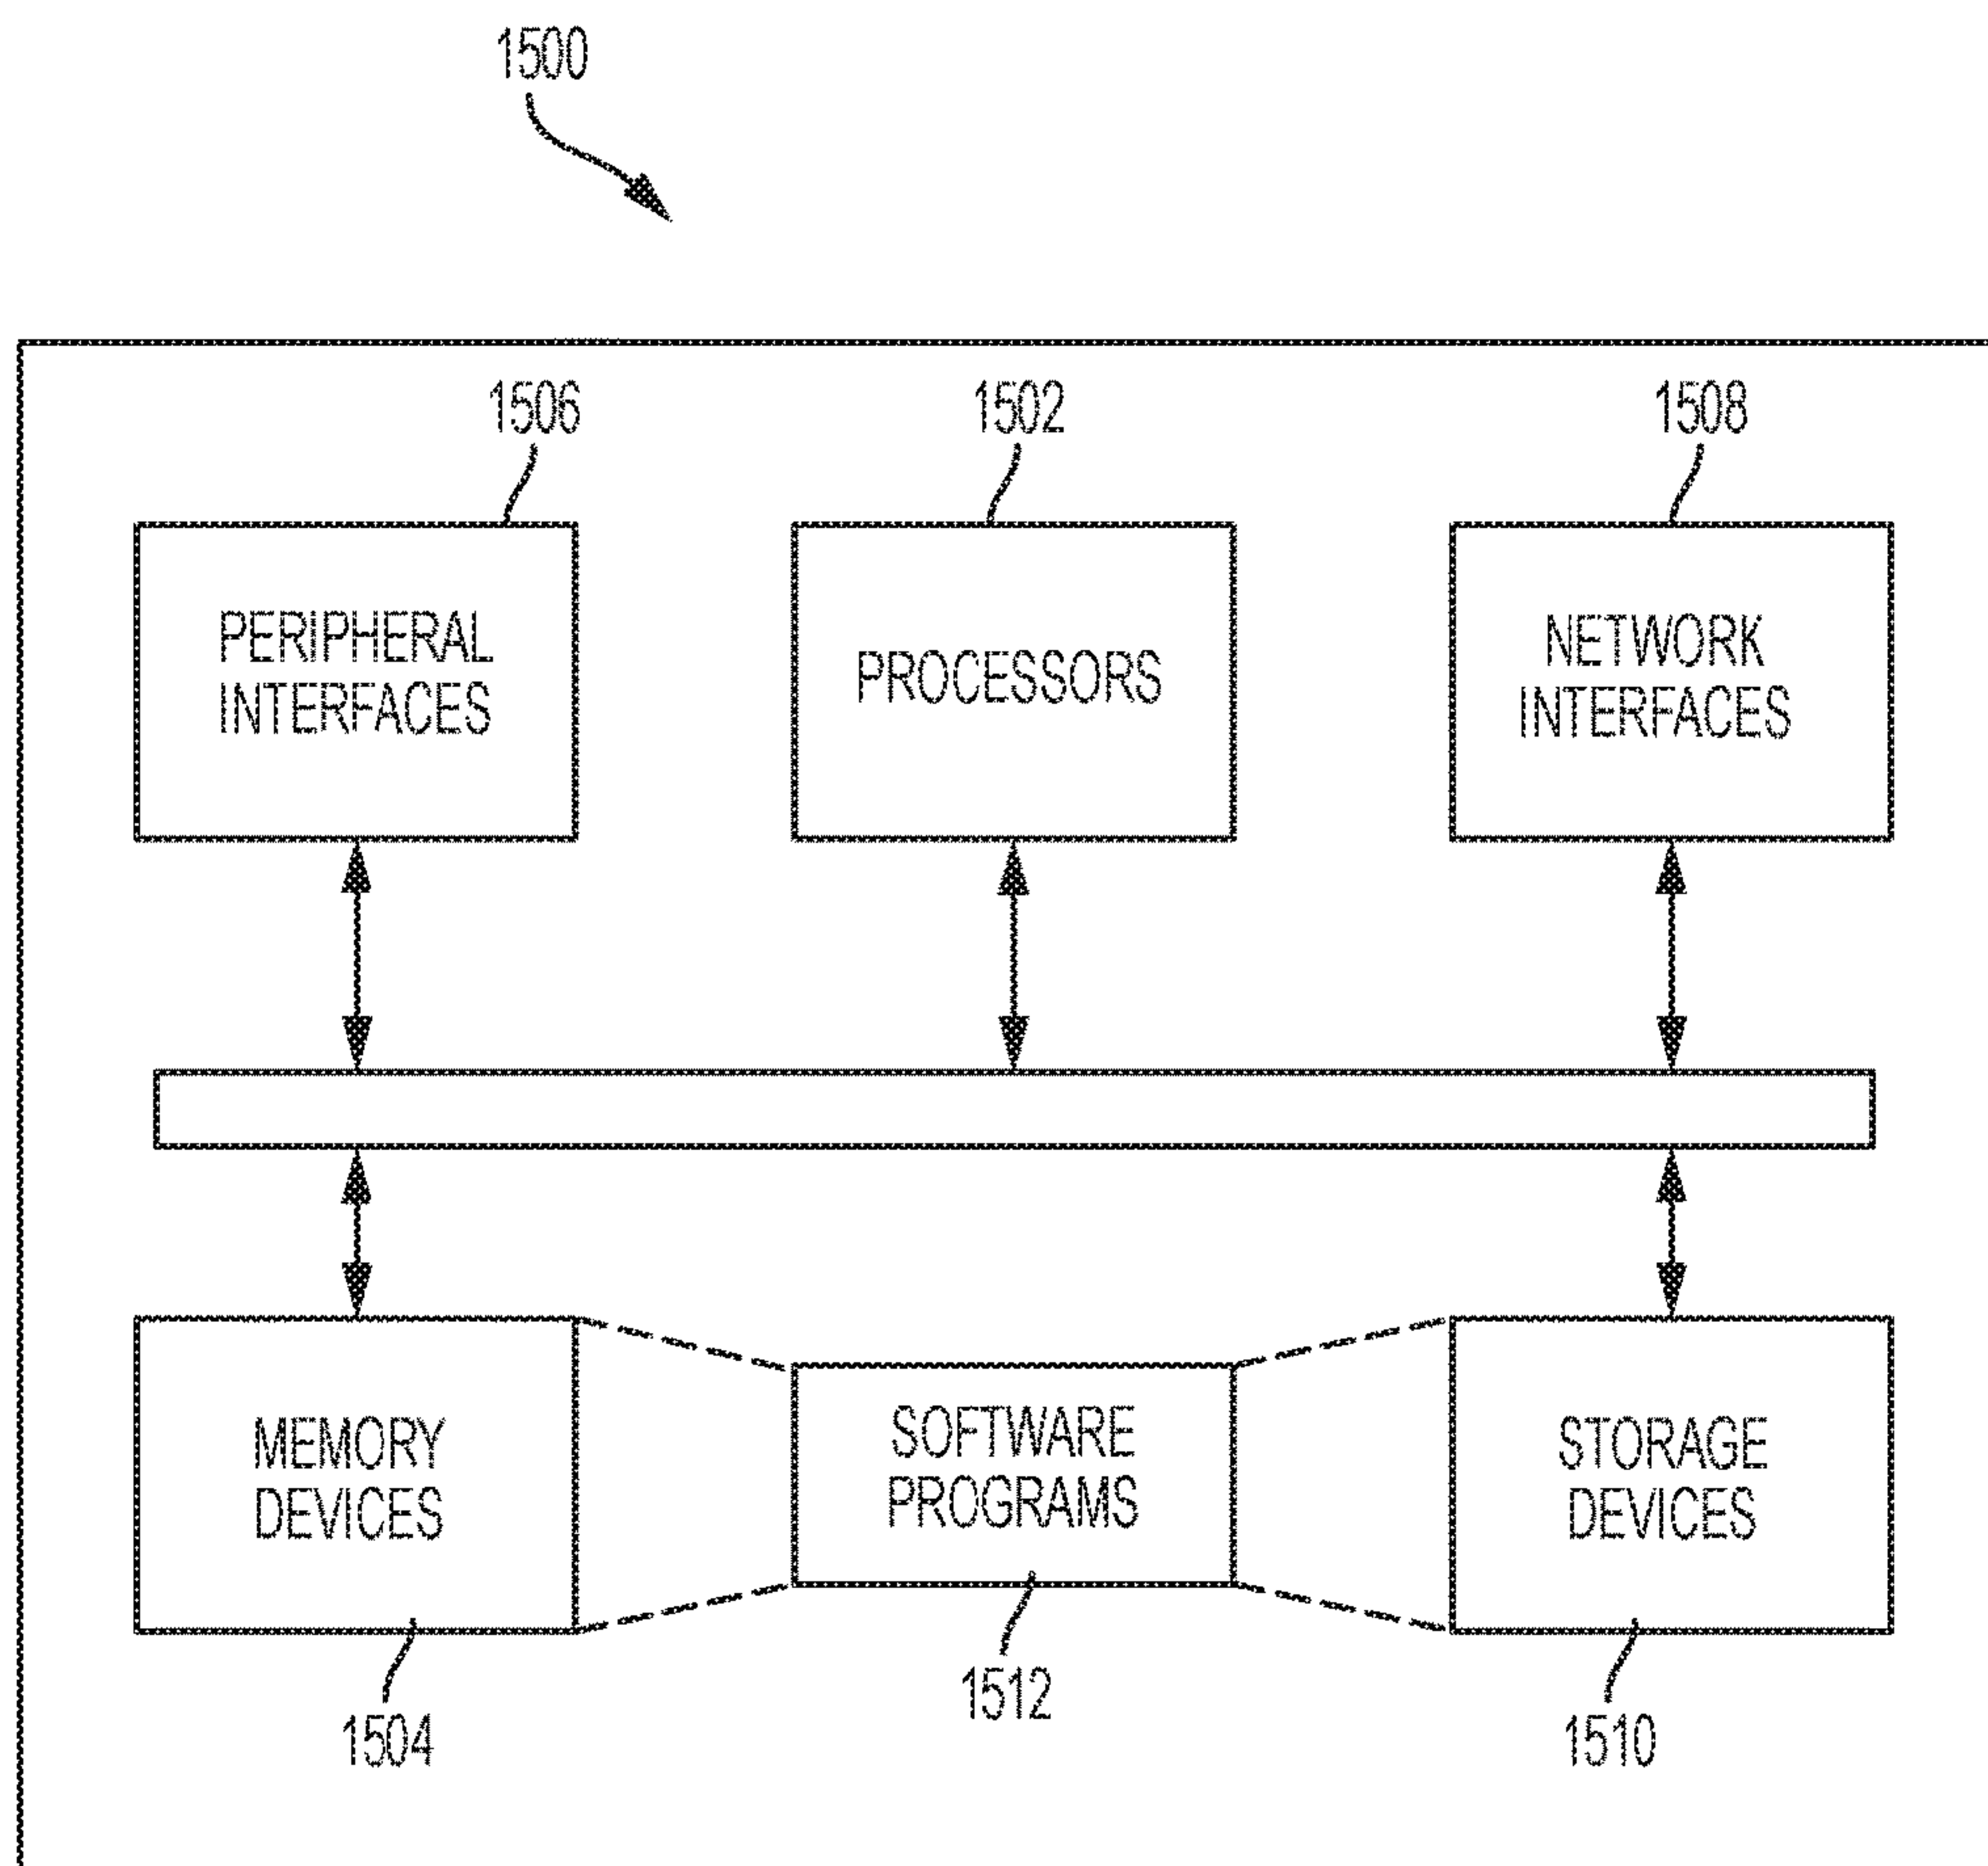 1500
1506
1502
1508
PERIPHERAL
INTERFACES
PROCESSORS
NETWORK
INTERFACES
MEMORY
DEVICES
SOFTWARE
PROGRAMS
STORAGE
DEVICES
1504
1512
1510